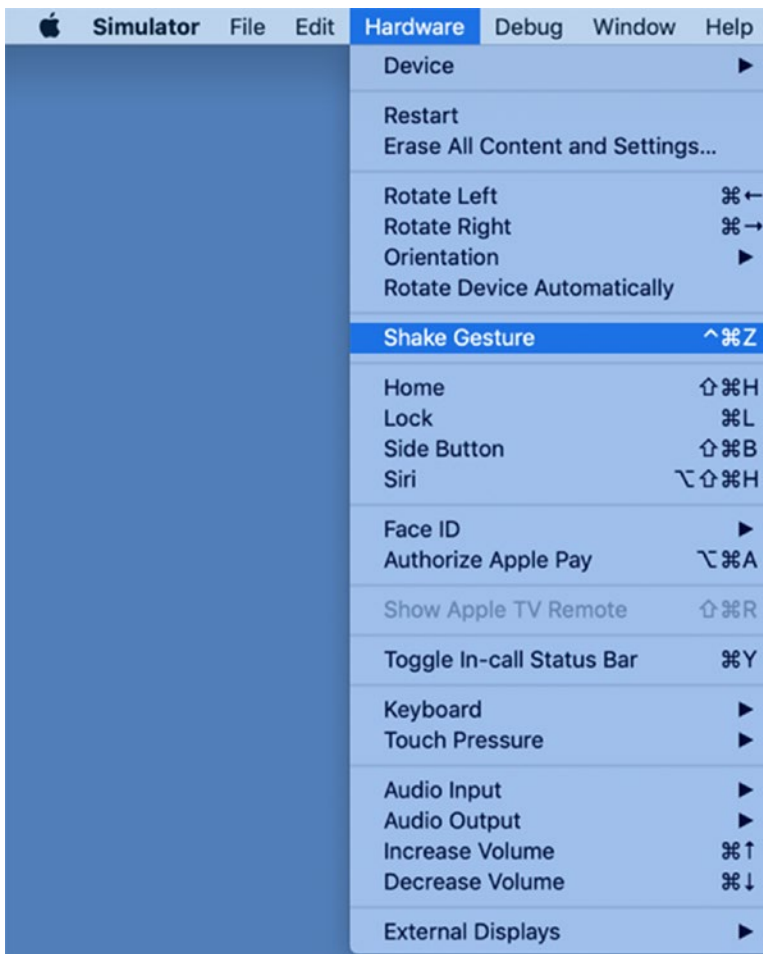 Simulator File Edit Hardware Debug Window Help
Device ▶
Restart
Erase All Content and Settings...
Rotate Left ⌘←
Rotate Right ⌘→
Orientation ▶
Rotate Device Automatically
Shake Gesture ^⌘Z
Home ⇧⌘H
Lock ⌘L
Side Button ⇧⌘B
Siri ⌥⇧⌘H
Face ID ▶
Authorize Apple Pay ⌥⌘A
Show Apple TV Remote ⇧⌘R
Toggle In-call Status Bar ⌘Y
Keyboard ▶
Touch Pressure ▶
Audio Input ▶
Audio Output ▶
Increase Volume ⌘↑
Decrease Volume ⌘↓
External Displays ▶